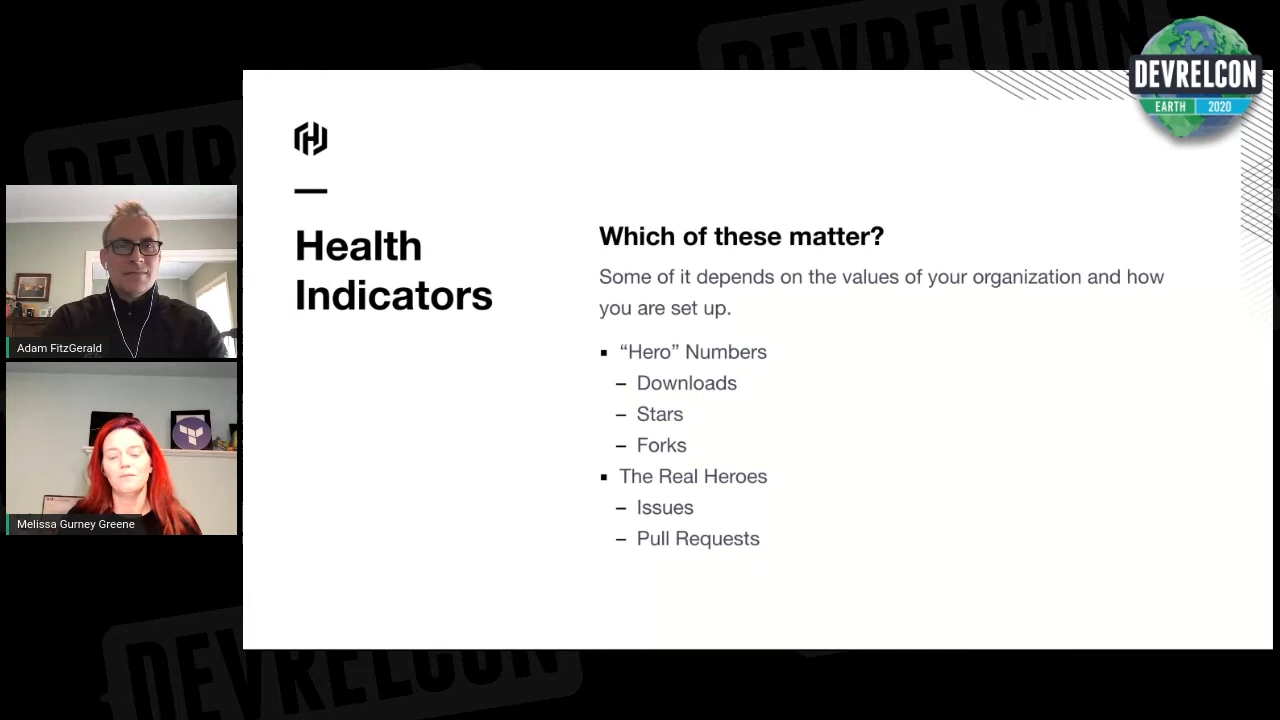 DEVRELCON
EARTH 2020
Health
Indicators
Which of these matter?
Some of it depends on the values of your organization and how
you are set up.
▪ “Hero” Numbers
– Downloads
– Stars
– Forks
▪ The Real Heroes
– Issues
– Pull Requests
Adam FitzGerald
Melissa Gurney Greene
DEVRELCON
DEVRELCON